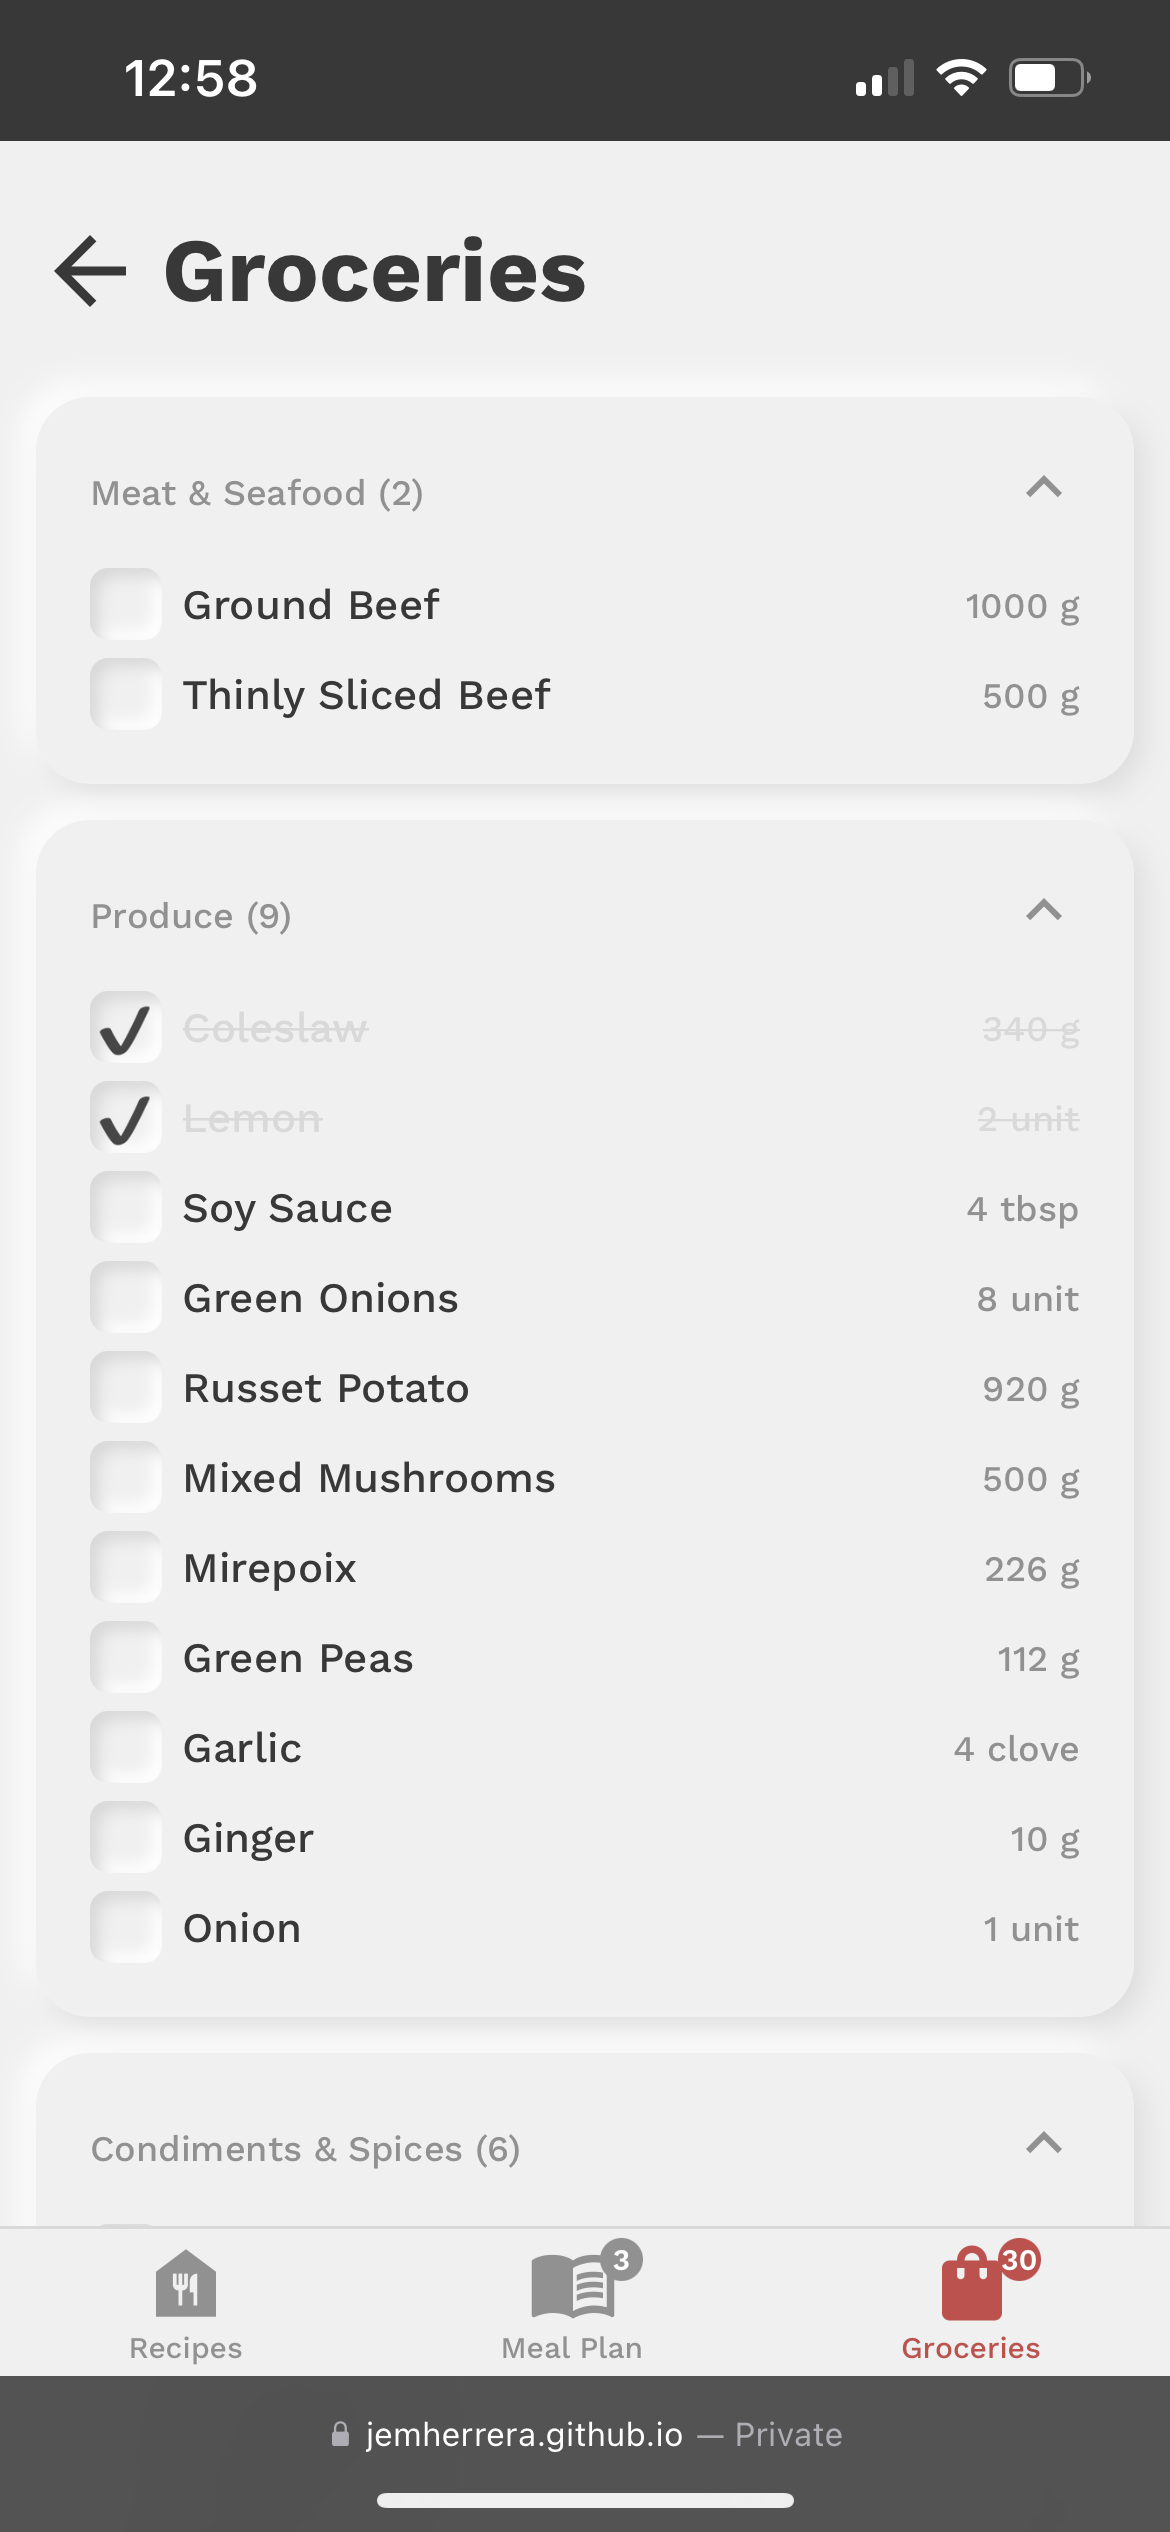 12:58
Groceries
Meat & Seafood (2)
Ground Beef 1000 g
Thinly Sliced Beef 500 g
Produce (9)
Coleslaw 340 g
Lemon 2 unit
Soy Sauce 4 tbsp
Green Onions 8 unit
Russet Potato 920 g
Mixed Mushrooms 500 g
Mirepoix 226 g
Green Peas 112 g
Garlic 4 clove
Ginger 10 g
Onion 1 unit
Condiments & Spices (6)
3 30
Recipes Meal Plan Groceries
jemherrera.github.io — Private